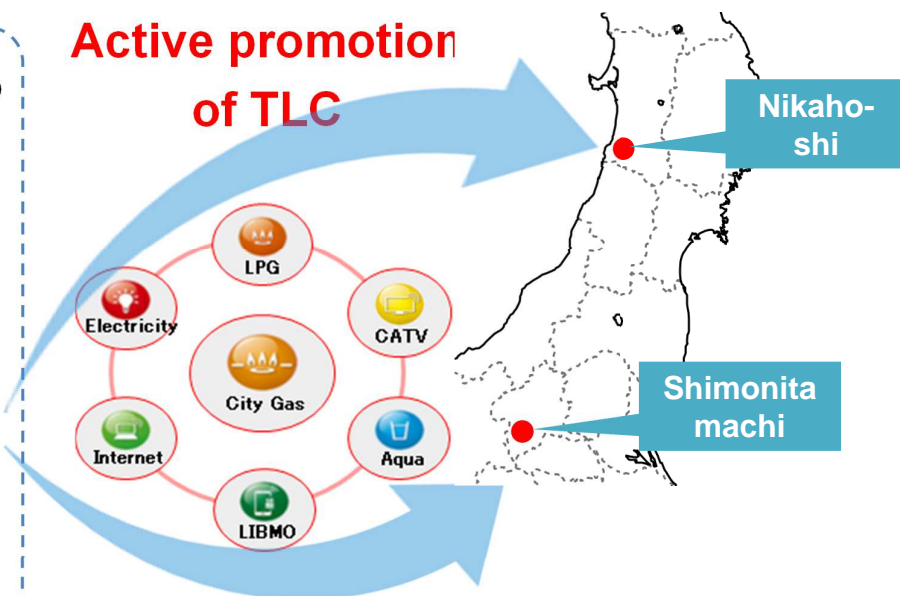 Active promotion
of TLC
Nikaho-
shi
LPG
Electricity
CATV
City Gas
Shimonita
machi
Internet
Aqua
LIBMO